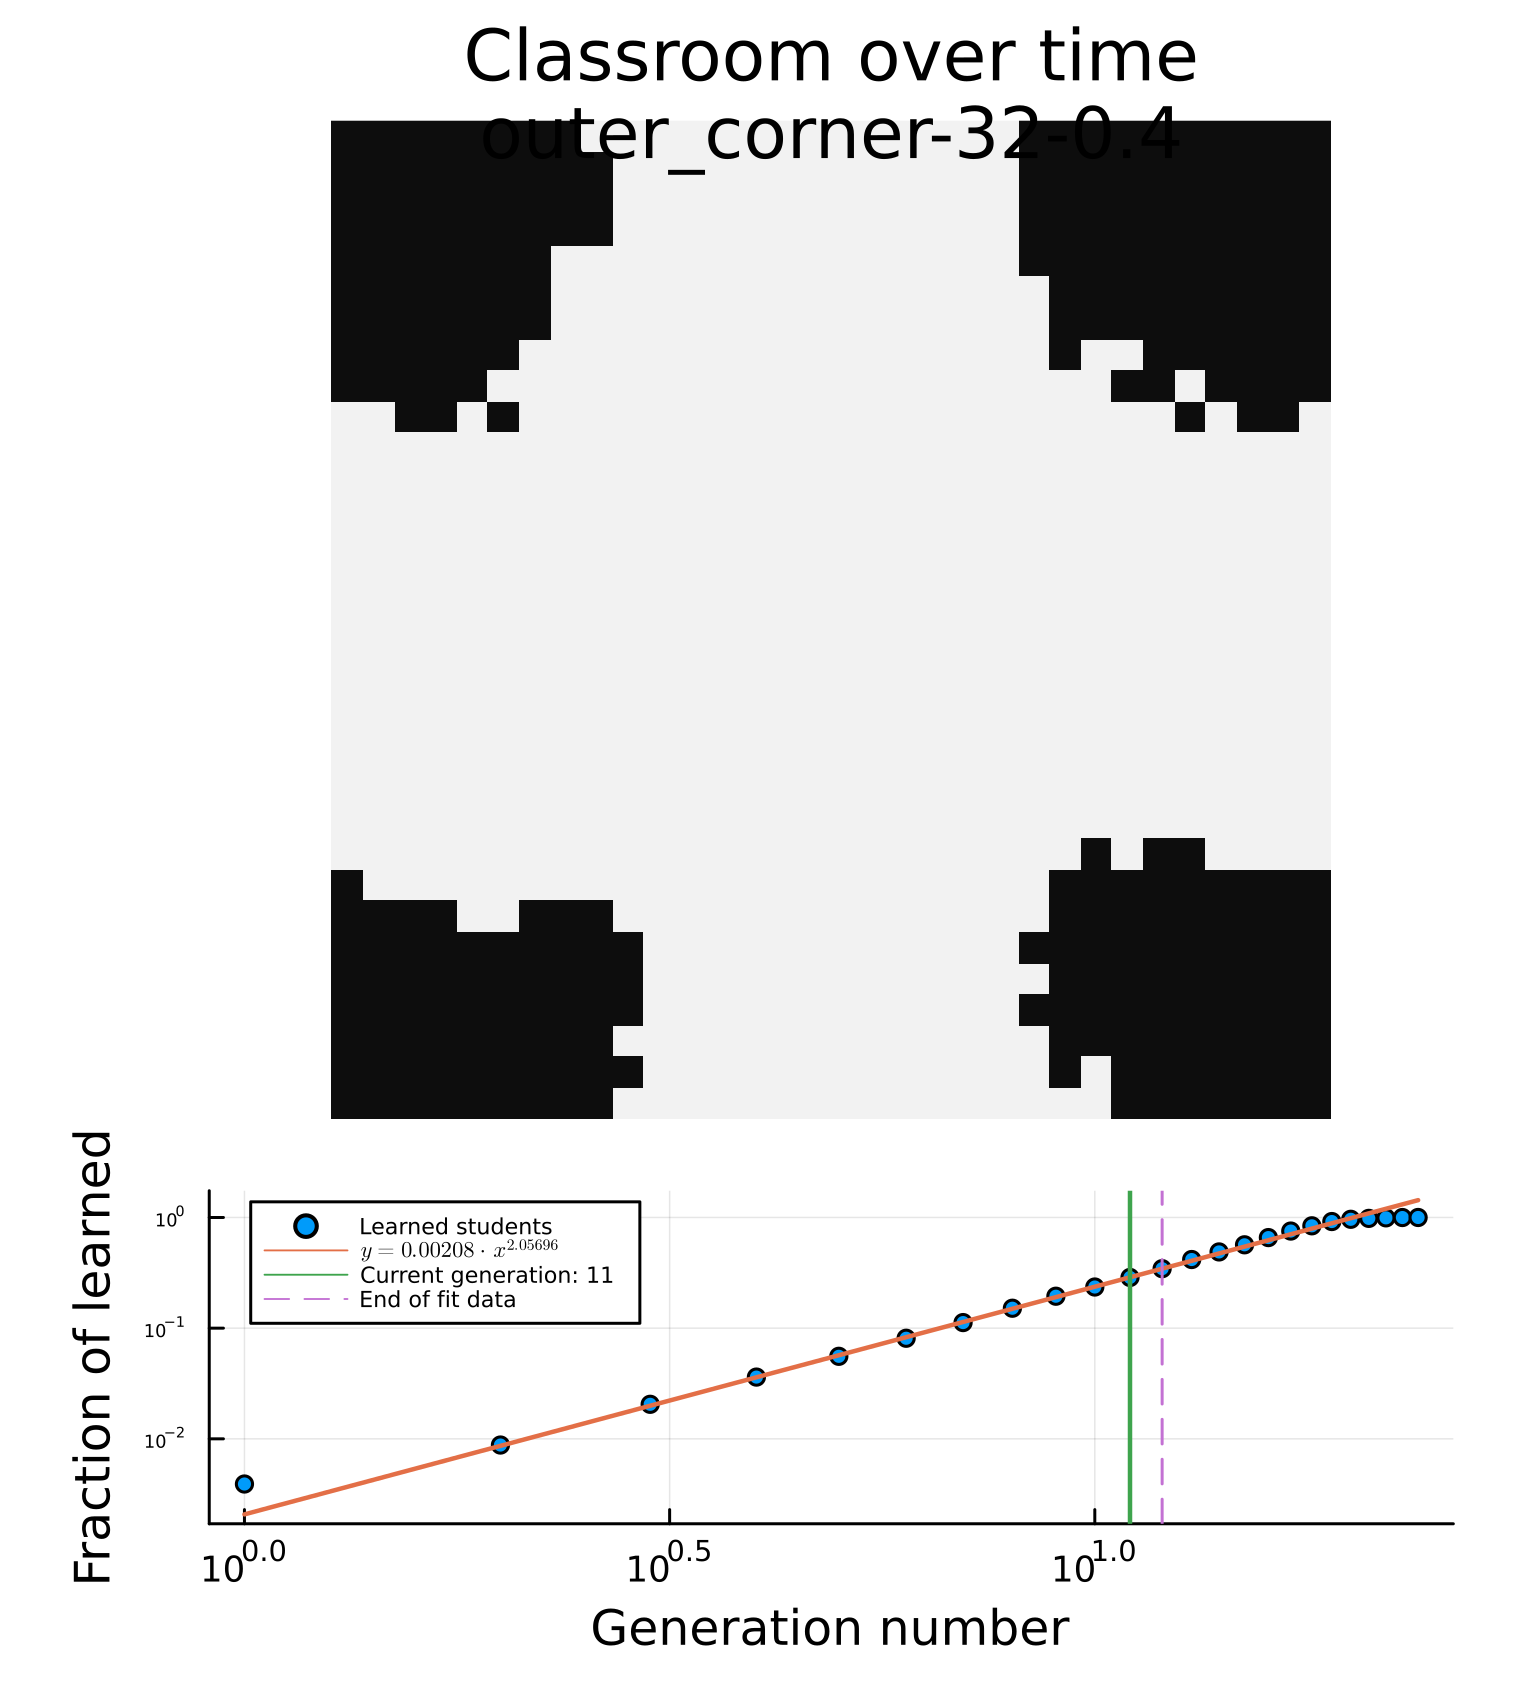 Classroom over time
outer_corner-32-0.4
Fraction of learned
10^0
10^-1
10^-2
Learned students
y = 0.00208 · x^2.05696
Current generation: 11
End of fit data
10^0.0
10^0.5
10^1.0
Generation number